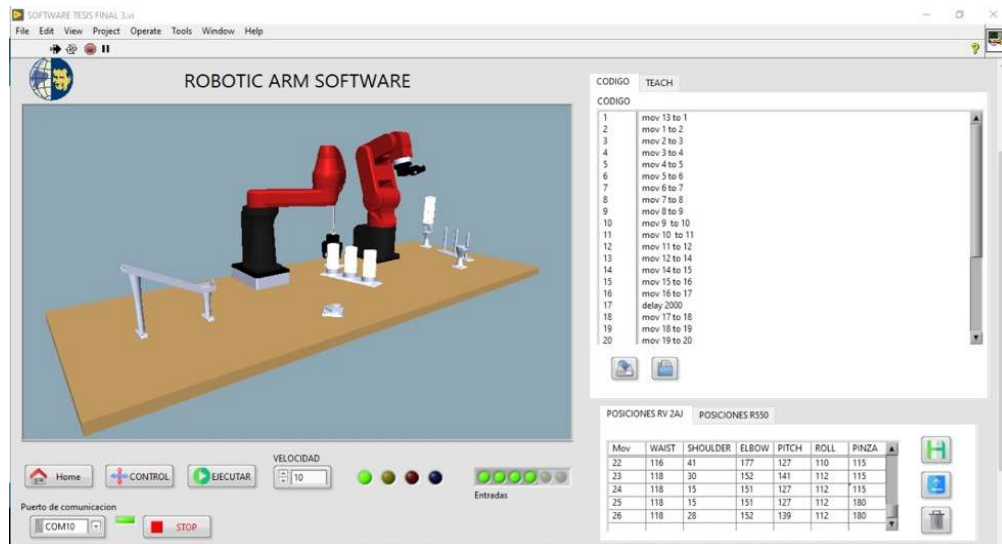 SOFTWARE TESIS FINAL 3.vi
File Edit View Project Operate Tools Window Help
ROBOTIC ARM SOFTWARE
CODIGO TEACH
CODIGO
1 mov 13 to 1
2 mov 1 to 2
3 mov 2 to 3
4 mov 3 to 4
5 mov 4 to 5
6 mov 5 to 6
7 mov 6 to 7
8 mov 7 to 8
9 mov 8 to 9
10 mov 9 to 10
11 mov 10 to 11
12 mov 11 to 12
13 mov 12 to 14
14 mov 14 to 15
15 mov 15 to 16
16 mov 16 to 17
17 delay 2000
18 mov 17 to 18
19 mov 18 to 19
20 mov 19 to 20
POSICIONES RV 2AJ POSICIONES R550
Mov WAIST SHOULDER ELBOW PITCH ROLL PINZA
22 116 41 177 127 110 115
23 118 30 152 141 112 115
24 118 15 151 127 112 115
25 118 15 151 127 112 180
26 118 28 152 139 112 180
Home CONTROL EJECUTAR
VELOCIDAD
10
Entradas
Puerto de comunicacion
COM10 STOP